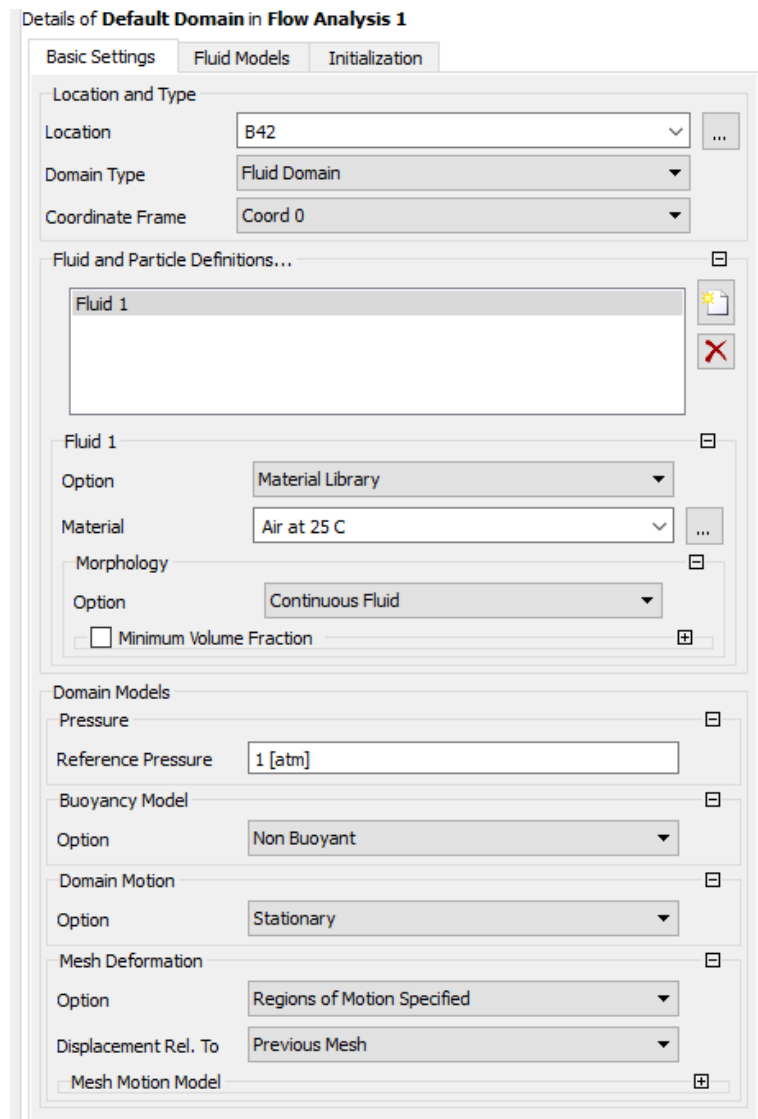 Details of Default Domain in Flow Analysis 1
Basic Settings Fluid Models Initialization
Location and Type
Location B42 ...
Domain Type Fluid Domain
Coordinate Frame Coord 0
Fluid and Particle Definitions...
Fluid 1
Fluid 1
Option Material Library
Material Air at 25 C ...
Morphology
Option Continuous Fluid
Minimum Volume Fraction
Domain Models
Pressure
Reference Pressure 1 [atm]
Buoyancy Model
Option Non Buoyant
Domain Motion
Option Stationary
Mesh Deformation
Option Regions of Motion Specified
Displacement Rel. To Previous Mesh
Mesh Motion Model